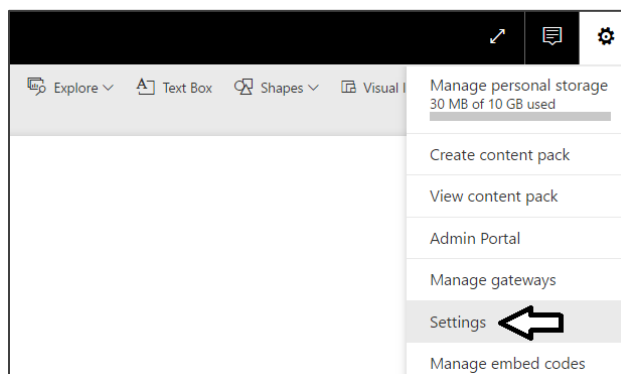 Explore Text Box Shapes Visual I
Manage personal storage
30 MB of 10 GB used
Create content pack
View content pack
Admin Portal
Manage gateways
Settings
Manage embed codes